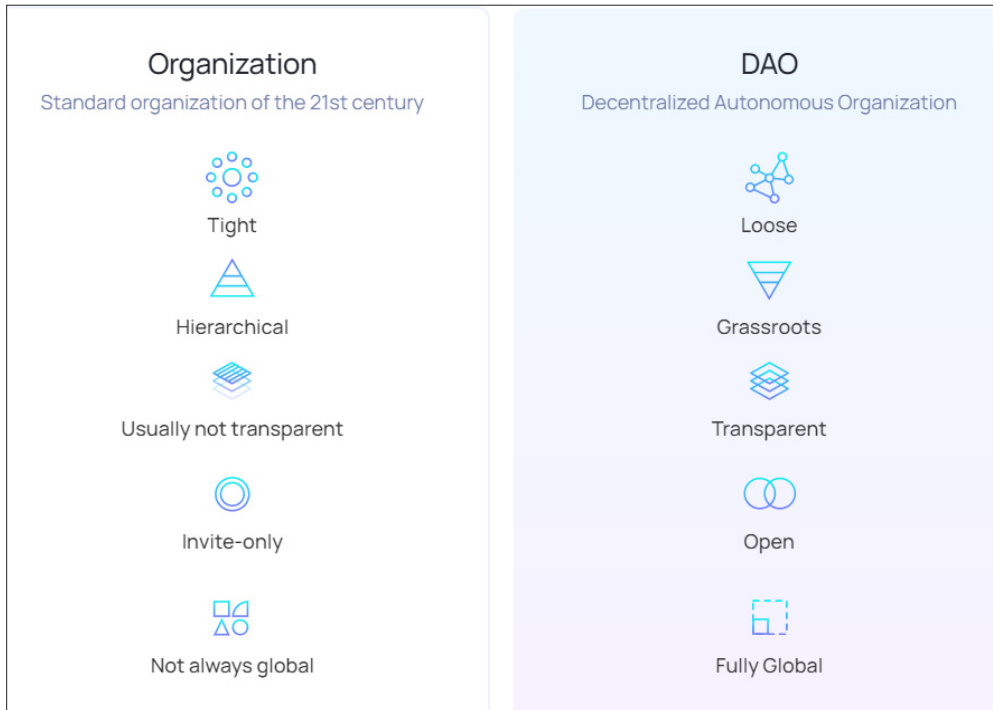 Organization
Standard organization of the 21st century
Tight
Hierarchical
Usually not transparent
Invite-only
Not always global
DAO
Decentralized Autonomous Organization
Loose
Grassroots
Transparent
Open
Fully Global